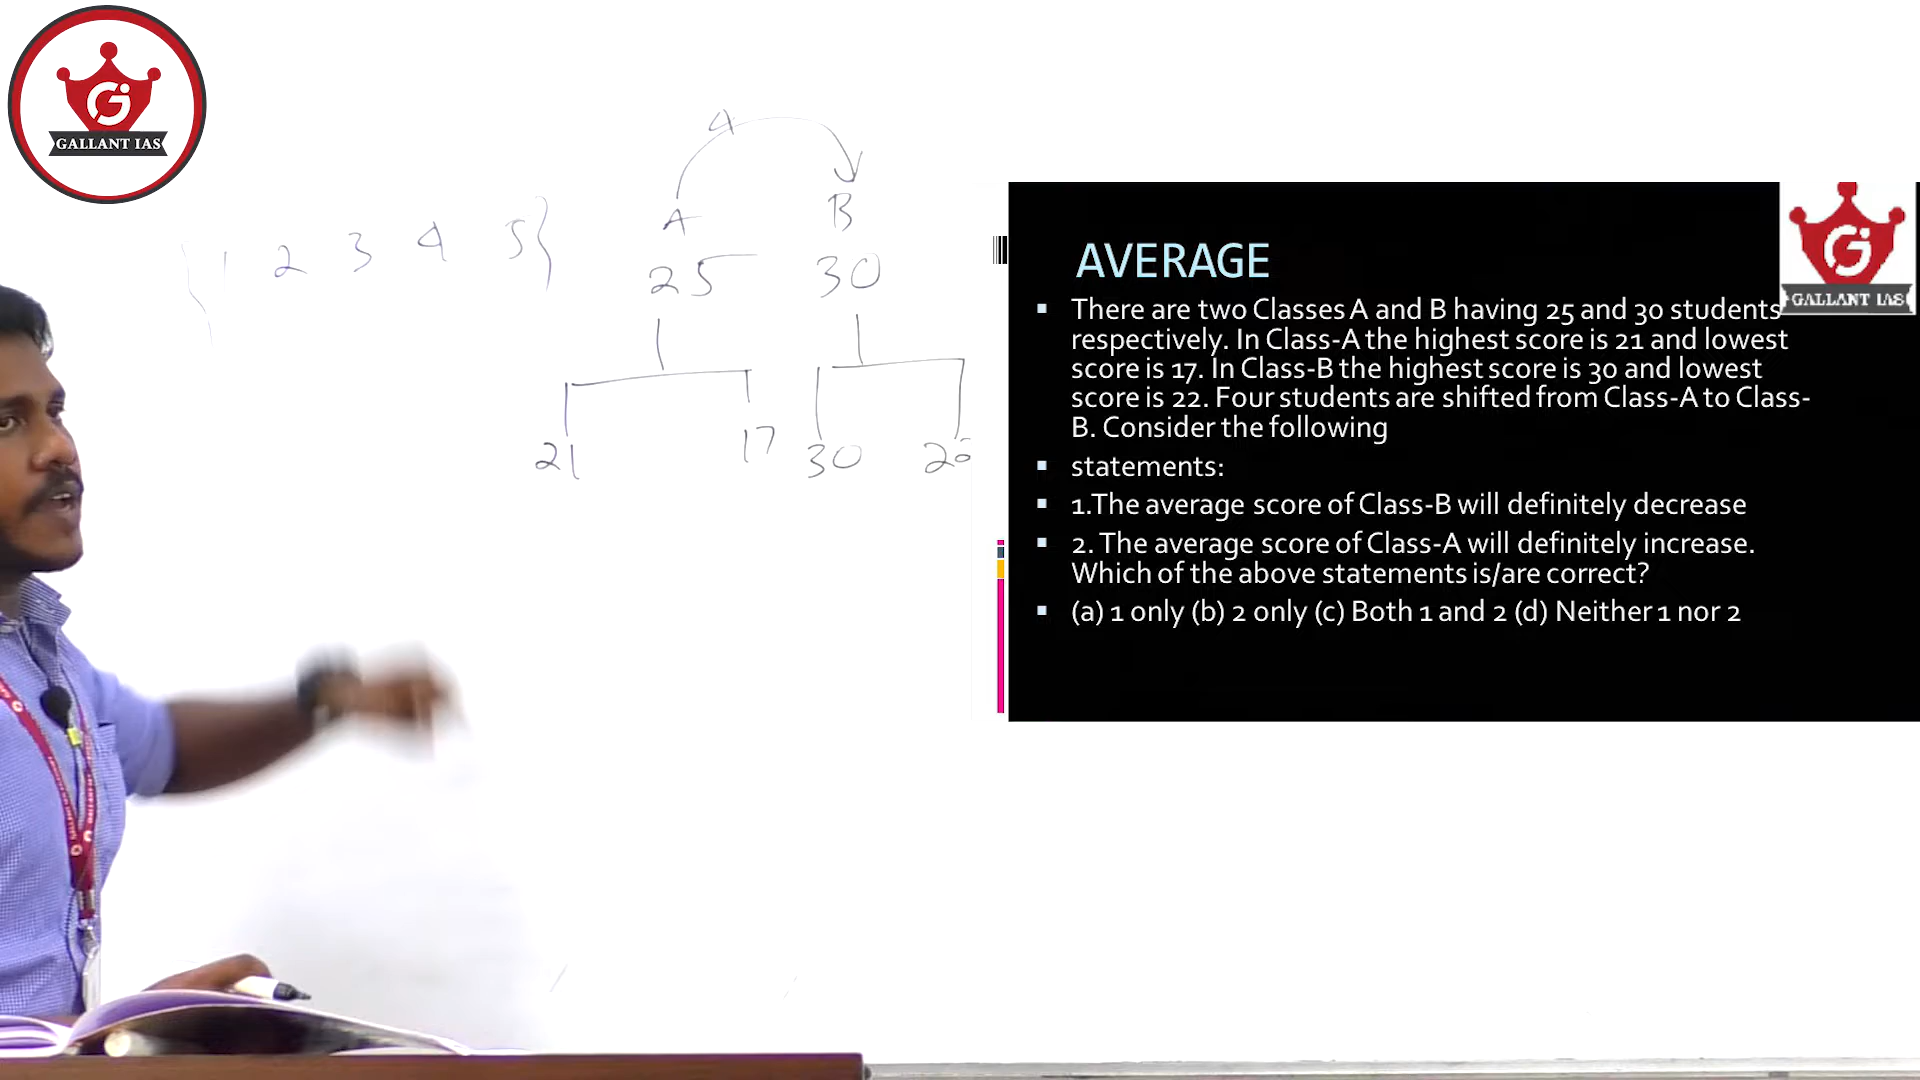 GALLANT IAS
1 2 3 4 5
4
A B
25 30
21 17 30
AVERAGE
GALLANT IAS
There are two Classes A and B having 25 and 30 students
respectively. In Class-A the highest score is 21 and lowest
score is 17. In Class-B the highest score is 30 and lowest
score is 22. Four students are shifted from Class-A to Class-
B. Consider the following
statements:
1.The average score of Class-B will definitely decrease
2. The average score of Class-A will definitely increase.
Which of the above statements is/are correct?
(a) 1 only (b) 2 only (c) Both 1 and 2 (d) Neither 1 nor 2